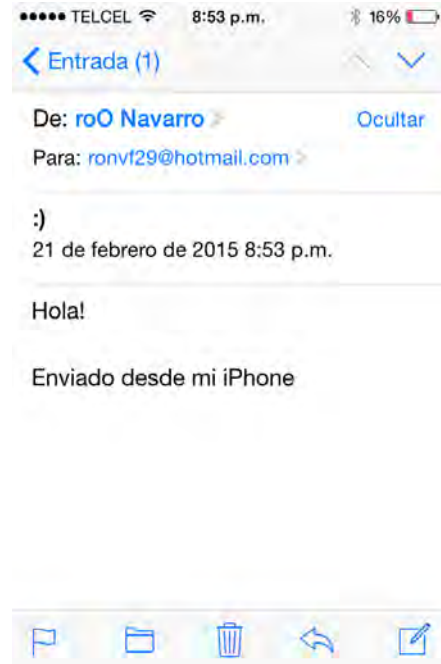 TELCEL 8:53 p.m. 16%
Entrada (1)
De: roO Navarro Ocultar
Para: ronvf29@hotmail.com
:)
21 de febrero de 2015 8:53 p.m.
Hola!
Enviado desde mi iPhone